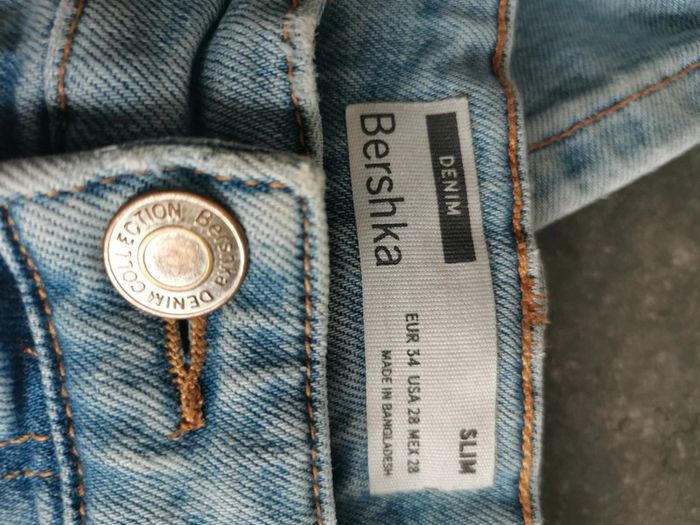 DENIM
Bershka
SLIM
EUR 34 USA 28 MEX 28
MADE IN BANGLADESH
Bershka DENIM COLLECTION